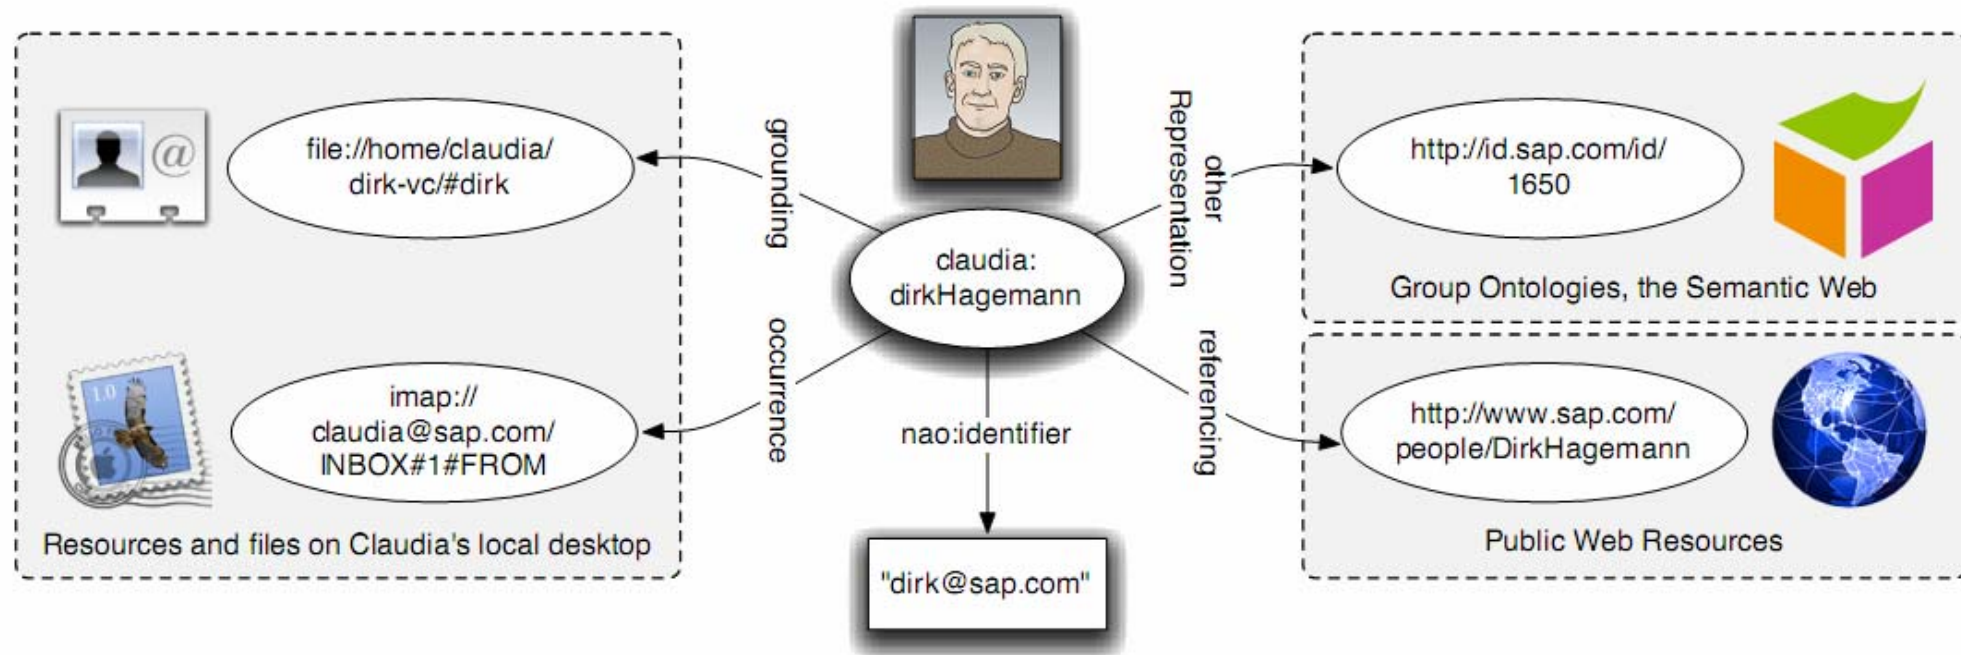 file://home/claudia/
dirk-vc/#dirk
imap://
claudia@sap.com/
INBOX#1#FROM
1.0
Resources and files on Claudia's local desktop
grounding
occurrence
claudia:
dirkHagemann
nao:identifier
"dirk@sap.com"
other
Representation
referencing
http://id.sap.com/id/
1650
Group Ontologies, the Semantic Web
http://www.sap.com/
people/DirkHagemann
Public Web Resources
@